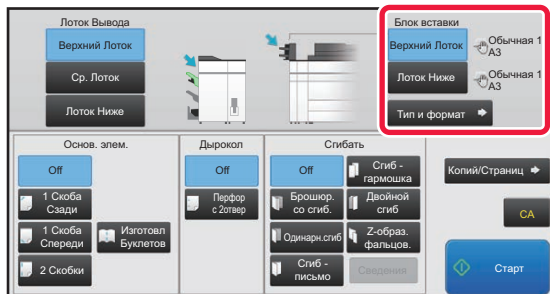 Лоток Вывода
Верхний Лоток
Ср. Лоток
Лоток Ниже
Блок вставки
Верхний Лоток
Обычная 1
A3
Лоток Ниже
Обычная 1
A3
Тип и формат
Основ. элем.
Off
1 Скоба
Сзади
1 Скоба
Спереди
Изготовл
Буклетов
2 Скобки
Дырокол
Off
Перфор
с 2отвер
Сгибать
Off
Сгиб -
гармошка
Брошюр.
со сгиб.
Двойной
сгиб
Одинарн.сгиб
Z-образ.
фальцов.
Сгиб -
письмо
Сведения
Копий/Страниц
CA
Старт